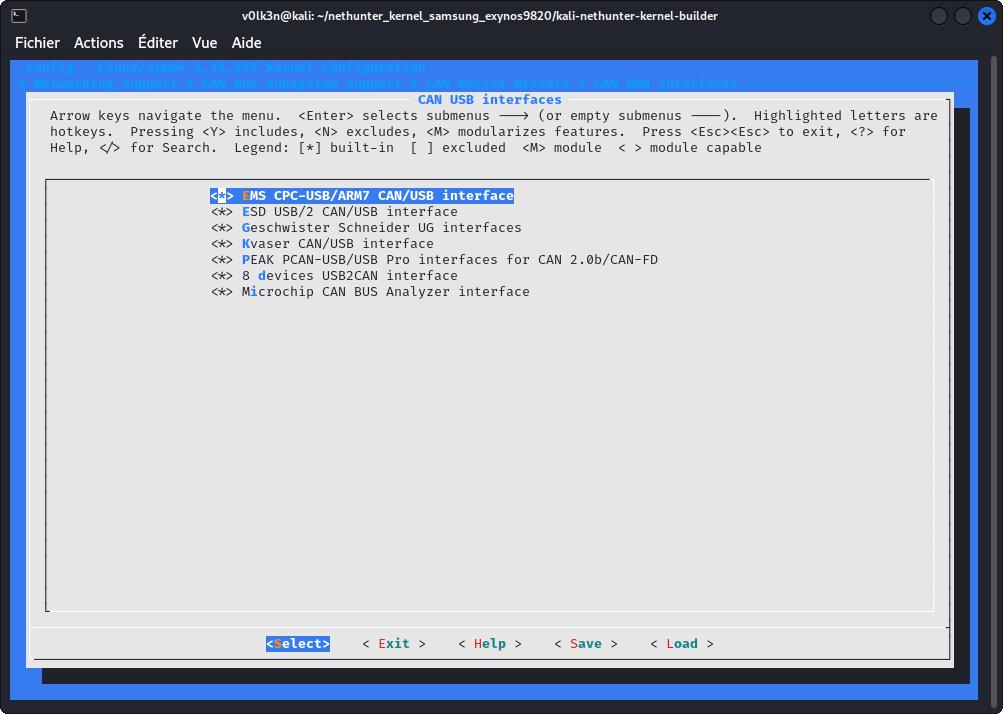 v0lk3n@kali: ~/nethunter_kernel_samsung_exynos9820/kali-nethunter-kernel-builder
Fichier Actions Éditer Vue Aide
.config - Linux/arm64 4.14.355 Kernel Configuration
→ Networking support → CAN bus subsystem support → CAN Device Drivers → CAN USB interfaces
CAN USB interfaces
Arrow keys navigate the menu.  <Enter> selects submenus ---> (or empty submenus ----).  Highlighted letters are
hotkeys.  Pressing <Y> includes, <N> excludes, <M> modularizes features.  Press <Esc><Esc> to exit, <?> for
Help, </> for Search.  Legend: [*] built-in  [ ] excluded  <M> module  < > module capable
<*> EMS CPC-USB/ARM7 CAN/USB interface
<*> ESD USB/2 CAN/USB interface
<*> Geschwister Schneider UG interfaces
<*> Kvaser CAN/USB interface
<*> PEAK PCAN-USB/USB Pro interfaces for CAN 2.0b/CAN-FD
<*> 8 devices USB2CAN interface
<*> Microchip CAN BUS Analyzer interface
<Select> < Exit > < Help > < Save > < Load >